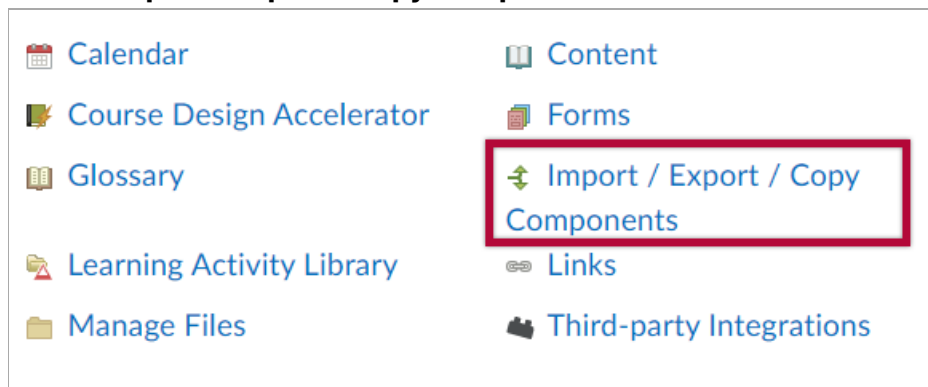 Calendar
Content
Course Design Accelerator
Forms
Glossary
Import / Export / Copy
Components
Learning Activity Library
Links
Manage Files
Third-party Integrations